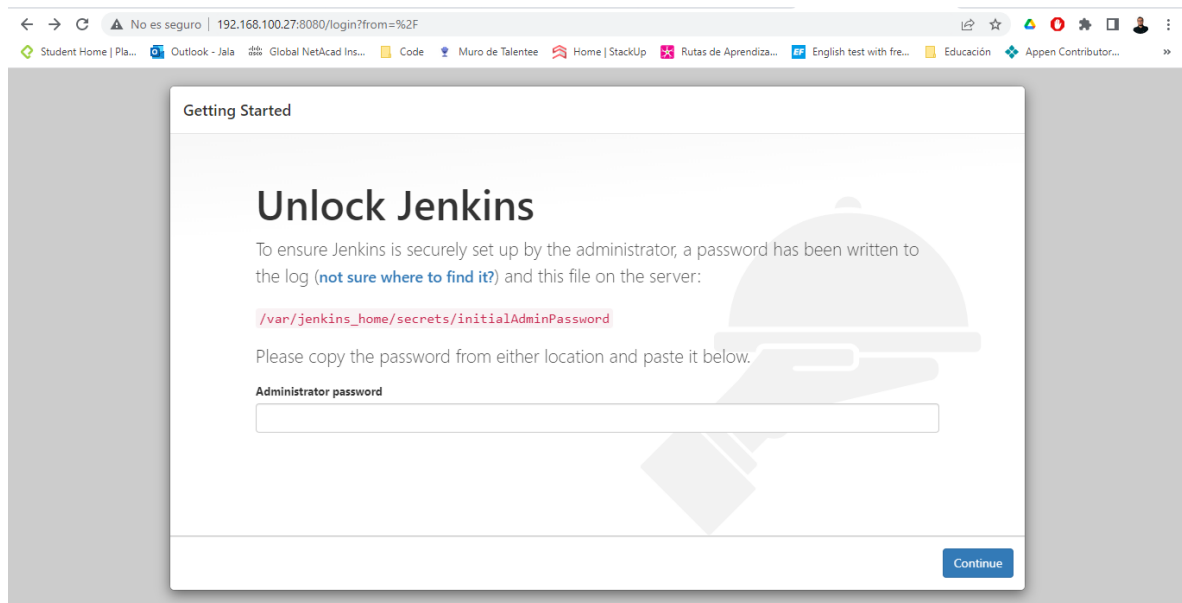 No es seguro | 192.168.100.27:8080/login?from=%2F
Student Home | Pla... Outlook - Jala Global NetAcad Ins... Code Muro de Talentee Home | StackUp Rutas de Aprendiza... EF English test with fre... Educación Appen Contributor... »
Getting Started
Unlock Jenkins
To ensure Jenkins is securely set up by the administrator, a password has been written to
the log (not sure where to find it?) and this file on the server:
/var/jenkins_home/secrets/initialAdminPassword
Please copy the password from either location and paste it below.
Administrator password
Continue